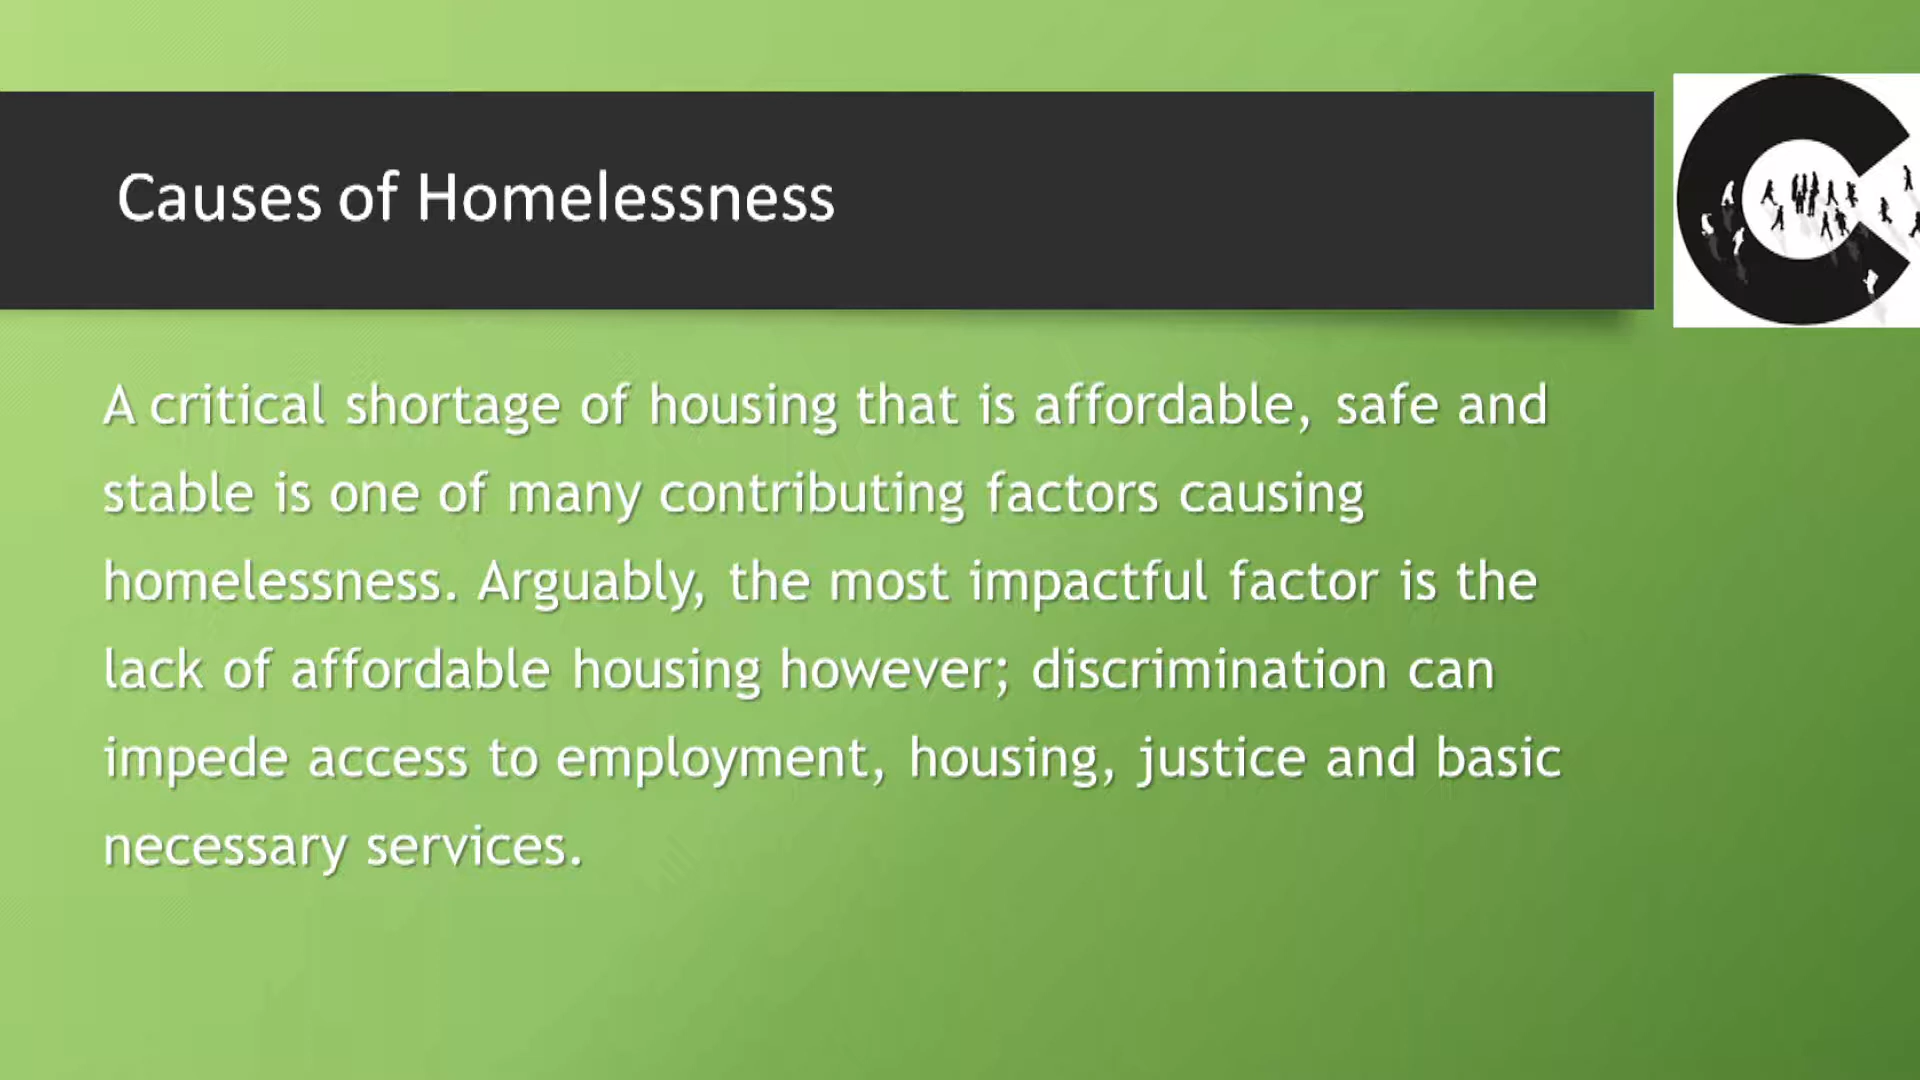 Causes of Homelessness
A critical shortage of housing that is affordable, safe and
stable is one of many contributing factors causing
homelessness. Arguably, the most impactful factor is the
lack of affordable housing however; discrimination can
impede access to employment, housing, justice and basic
necessary services.